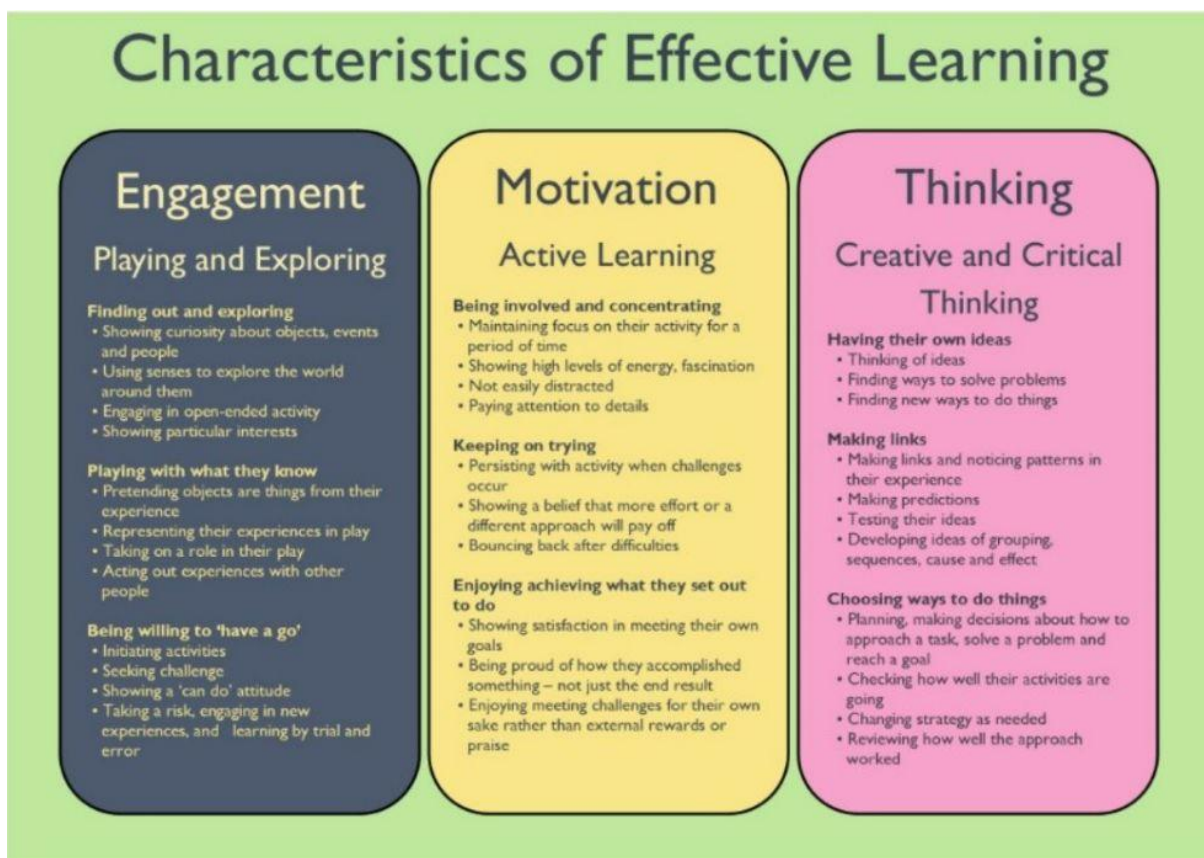 Characteristics of Effective Learning
Engagement
Playing and Exploring
Finding out and exploring
• Showing curiosity about objects, events
and people
• Using senses to explore the world
around them
• Engaging in open-ended activity
• Showing particular interests
Playing with what they know
• Pretending objects are things from their
experience
• Representing their experiences in play
• Taking on a role in their play
• Acting out experiences with other
people
Being willing to ‘have a go’
• Initiating activities
• Seeking challenge
• Showing a ‘can do’ attitude
• Taking a risk, engaging in new
experiences, and learning by trial and
error
Motivation
Active Learning
Being involved and concentrating
• Maintaining focus on their activity for a
period of time
• Showing high levels of energy, fascination
• Not easily distracted
• Paying attention to details
Keeping on trying
• Persisting with activity when challenges
occur
• Showing a belief that more effort or a
different approach will pay off
• Bouncing back after difficulties
Enjoying achieving what they set out
to do
• Showing satisfaction in meeting their own
goals
• Being proud of how they accomplished
something – not just the end result
• Enjoying meeting challenges for their own
sake rather than external rewards or
praise
Thinking
Creative and Critical
Thinking
Having their own ideas
• Thinking of ideas
• Finding ways to solve problems
• Finding new ways to do things
Making links
• Making links and noticing patterns in
their experience
• Making predictions
• Testing their ideas
• Developing ideas of grouping,
sequences, cause and effect
Choosing ways to do things
• Planning, making decisions about how to
approach a task, solve a problem and
reach a goal
• Checking how well their activities are
going
• Changing strategy as needed
• Reviewing how well the approach
worked